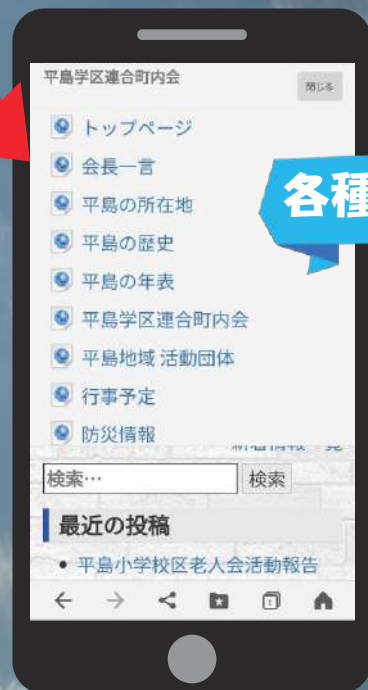 平島学区連合町内会
閉じる
トップページ
会長一言
平島の所在地
各種
平島の歴史
平島の年表
平島学区連合町内会
平島地域 活動団体
行事予定
防災情報
検索…
検索
最近の投稿
平島小学校区老人会活動報告